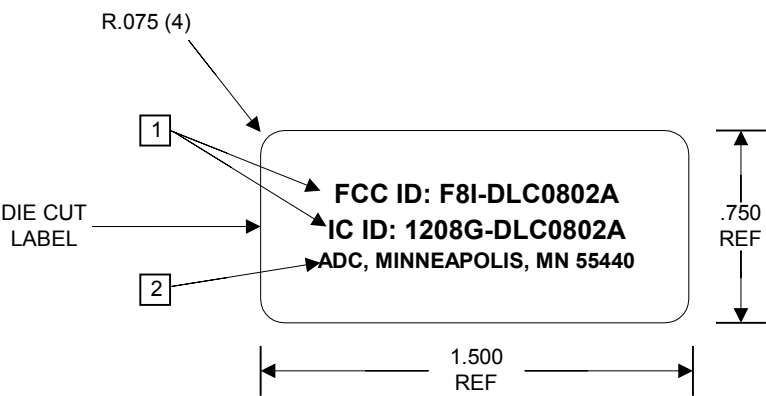 R.075 (4)
1
FCC ID: F8I-DLC0802A
DIE CUT
LABEL
IC ID: 1208G-DLC0802A
.750
REF
ADC, MINNEAPOLIS, MN 55440
2
1.500
REF